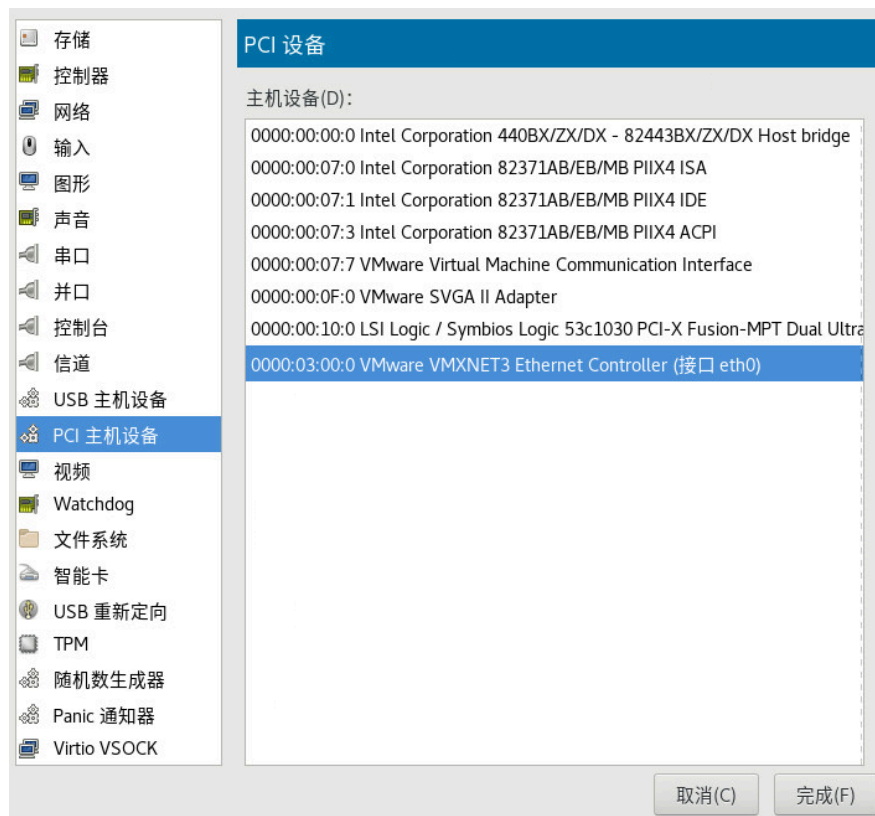 存储
控制器
网络
输入
图形
声音
串口
并口
控制台
信道
USB 主机设备
PCI 主机设备
视频
Watchdog
文件系统
智能卡
USB 重新定向
TPM
随机数生成器
Panic 通知器
Virtio VSOCK
PCI 设备
主机设备(D):
0000:00:00:0 Intel Corporation 440BX/ZX/DX - 82443BX/ZX/DX Host bridge
0000:00:07:0 Intel Corporation 82371AB/EB/MB PIIX4 ISA
0000:00:07:1 Intel Corporation 82371AB/EB/MB PIIX4 IDE
0000:00:07:3 Intel Corporation 82371AB/EB/MB PIIX4 ACPI
0000:00:07:7 VMware Virtual Machine Communication Interface
0000:00:0F:0 VMware SVGA II Adapter
0000:00:10:0 LSI Logic / Symbios Logic 53c1030 PCI-X Fusion-MPT Dual Ultra
0000:03:00:0 VMware VMXNET3 Ethernet Controller (接口 eth0)
取消(C)
完成(F)